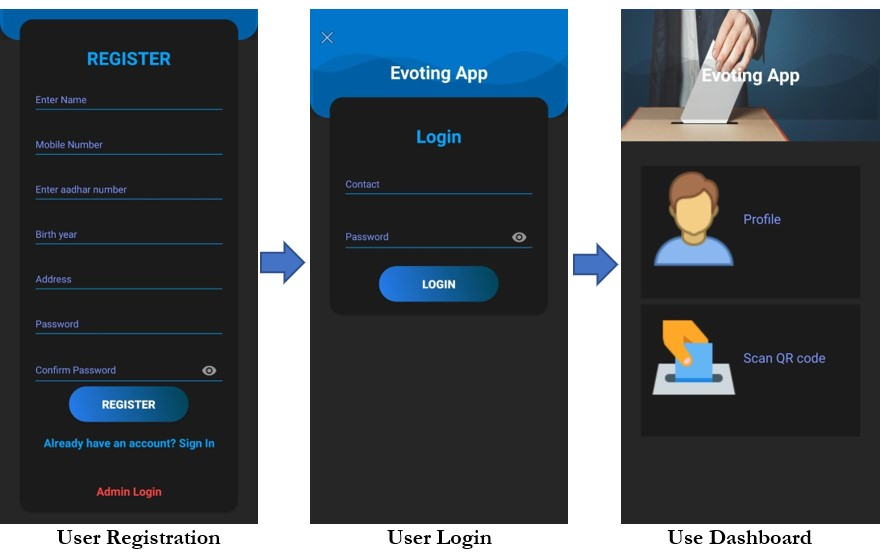 REGISTER
Enter Name
Mobile Number
Enter aadhar number
Birth year
Address
Password
Confirm Password
REGISTER
Already have an account? Sign In
Admin Login
User Registration
Evoting App
Login
Contact
Password
LOGIN
User Login
Evoting App
Profile
Scan QR code
Use Dashboard